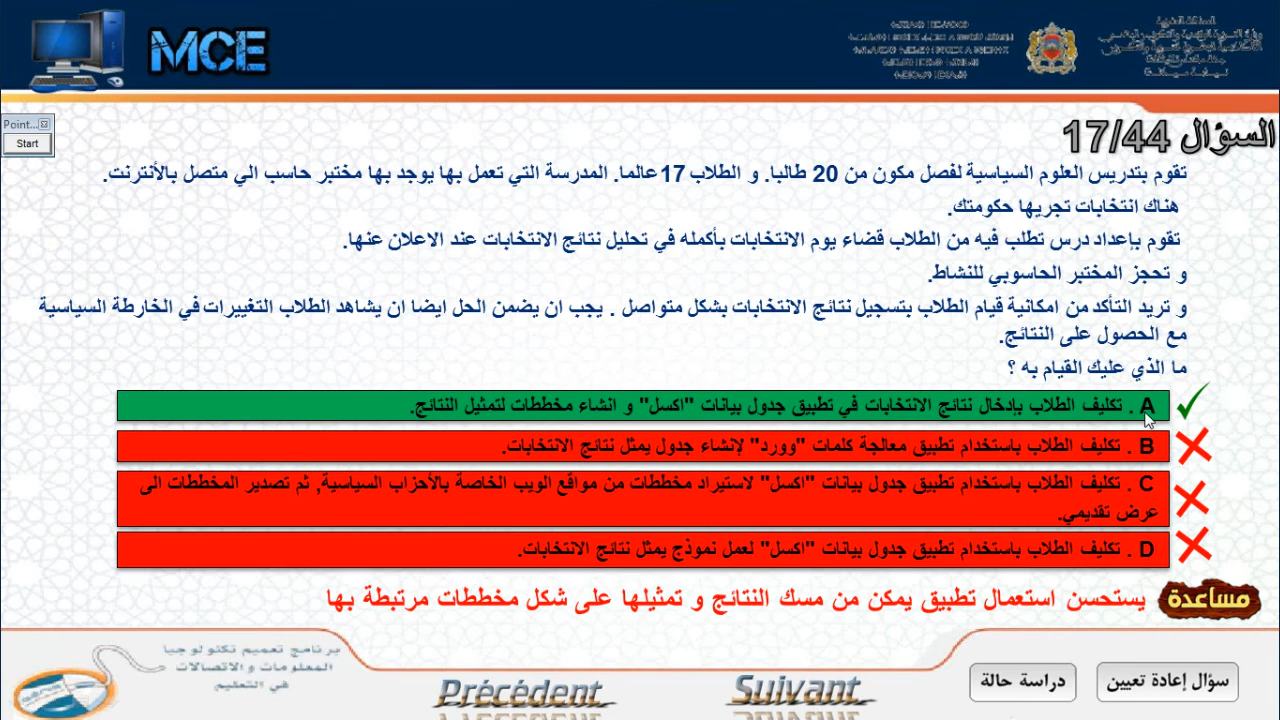 MCE
Point...
Start
السؤال 17/44
تقوم بتدريس العلوم السياسية لفصل مكون من 20 طالبا. و الطلاب 17 عالما. المدرسة التي تعمل بها يوجد بها مختبر حاسب الي متصل بالأنترنت.
هناك انتخابات تجريها حكومتك.
تقوم بإعداد درس تطلب فيه من الطلاب قضاء يوم الانتخابات بأكمله في تحليل نتائج الانتخابات عند الاعلان عنها.
و تحجز المختبر الحاسوبي للنشاط.
و تريد التأكد من امكانية قيام الطلاب بتسجيل نتائج الانتخابات بشكل متواصل . يجب ان يضمن الحل ايضا ان يشاهد الطلاب التغييرات في الخارطة السياسية
مع الحصول على النتائج.
ما الذي عليك القيام به ؟
A . تكليف الطلاب بإدخال نتائج الانتخابات في تطبيق جدول بيانات "اكسل" و انشاء مخططات لتمثيل النتائج.
B . تكليف الطلاب باستخدام تطبيق معالجة كلمات "وورد" لإنشاء جدول يمثل نتائج الانتخابات.
C . تكليف الطلاب باستخدام تطبيق جدول بيانات "اكسل" لاستيراد مخططات من مواقع الويب الخاصة بالأحزاب السياسية, ثم تصدير المخططات الى
عرض تقديمي.
D . تكليف الطلاب باستخدام تطبيق جدول بيانات "اكسل" لعمل نموذج يمثل نتائج الانتخابات.
مساعدة يستحسن استعمال تطبيق يمكن من مسك النتائج و تمثيلها على شكل مخططات مرتبطة بها
برنامج تعميم تكنولوجيا
المعلومات و الاتصالات
في التعليم
Précédent
Suivant
دراسة حالة
سؤال إعادة تعيين